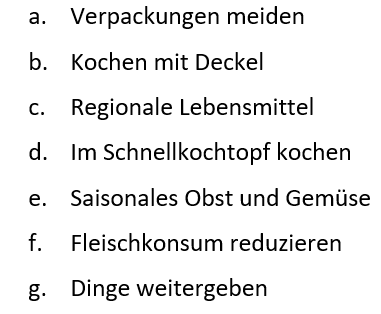 a. Verpackungen meiden
b. Kochen mit Deckel
c. Regionale Lebensmittel
d. Im Schnellkochtopf kochen
e. Saisonales Obst und Gemüse
f. Fleischkonsum reduzieren
g. Dinge weitergeben